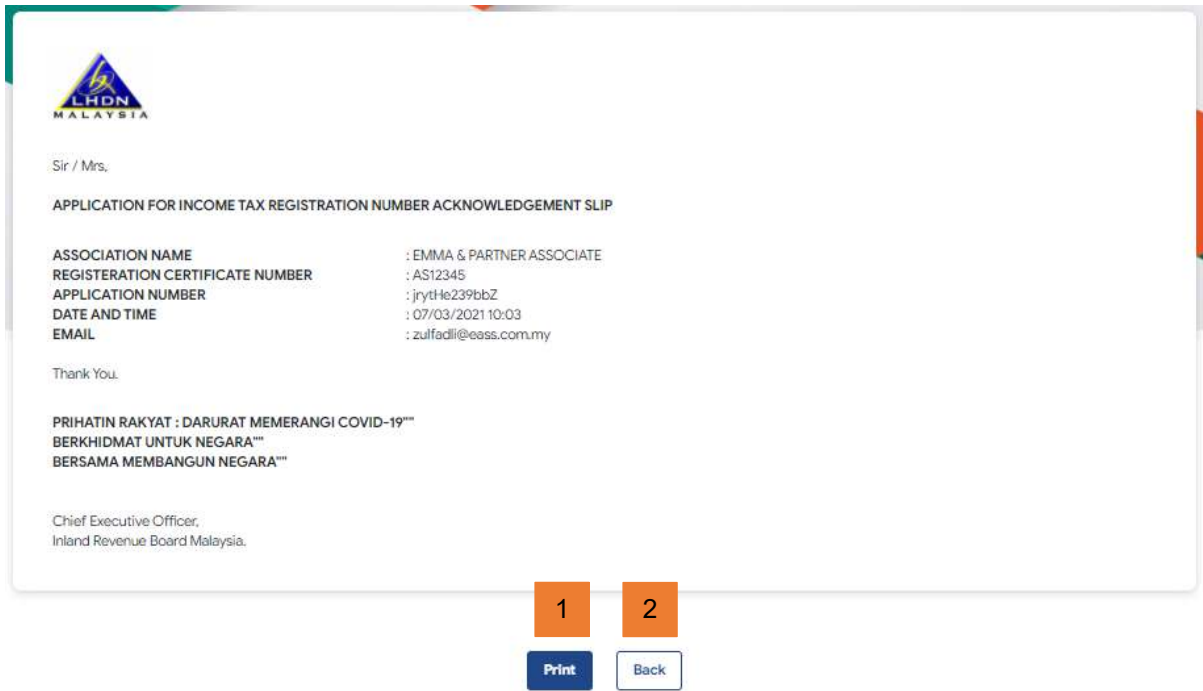 LHDN
MALAYSIA
Sir / Mrs,
APPLICATION FOR INCOME TAX REGISTRATION NUMBER ACKNOWLEDGEMENT SLIP
ASSOCIATION NAME : EMMA & PARTNER ASSOCIATE
REGISTERATION CERTIFICATE NUMBER : AS12345
APPLICATION NUMBER : jrytHe239bbZ
DATE AND TIME : 07/03/2021 10:03
EMAIL : zulfadli@eass.com.my
Thank You.
PRIHATIN RAKYAT : DARURAT MEMERANGI COVID-19""
BERKHIDMAT UNTUK NEGARA""
BERSAMA MEMBANGUN NEGARA""
Chief Executive Officer,
Inland Revenue Board Malaysia.
1 2
Print Back